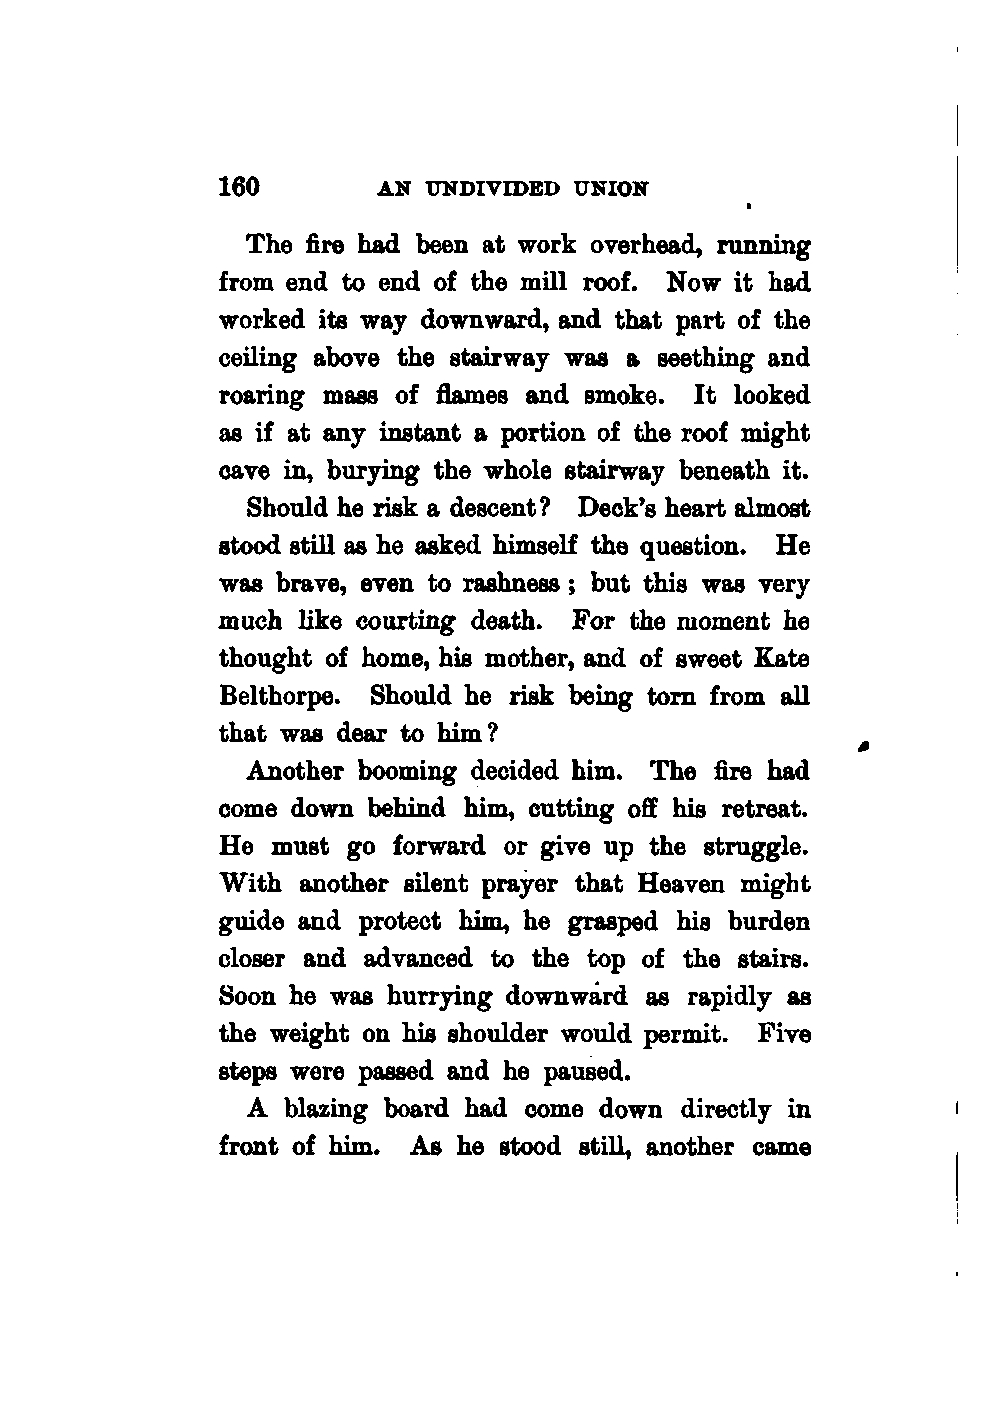 160 AN UNDIVIDED UNION
The fire had been at work overhead, running
from end to end of the mill roof. Now it had
worked its way downward, and that part of the
ceiling above the stairway was a seething and
roaring mass of flames and smoke. It looked
as if at any instant a portion of the roof might
cave in, burying the whole stairway beneath it.
Should he risk a descent? Deck's heart almost
stood still as he asked himself the question. He
was brave, even to rashness; but this was very
much like courting death. For the moment he
thought of home, his mother, and of sweet Kate
Belthorpe. Should he risk being torn from all
that was dear to him?
Another booming decided him. The fire had
come down behind him, cutting off his retreat.
He must go forward or give up the struggle.
With another silent prayer that Heaven might
guide and protect him, he grasped his burden
closer and advanced to the top of the stairs.
Soon he was hurrying downward as rapidly as
the weight on his shoulder would permit. Five
steps were passed and he paused.
A blazing board had come down directly in
front of him. As he stood still, another came